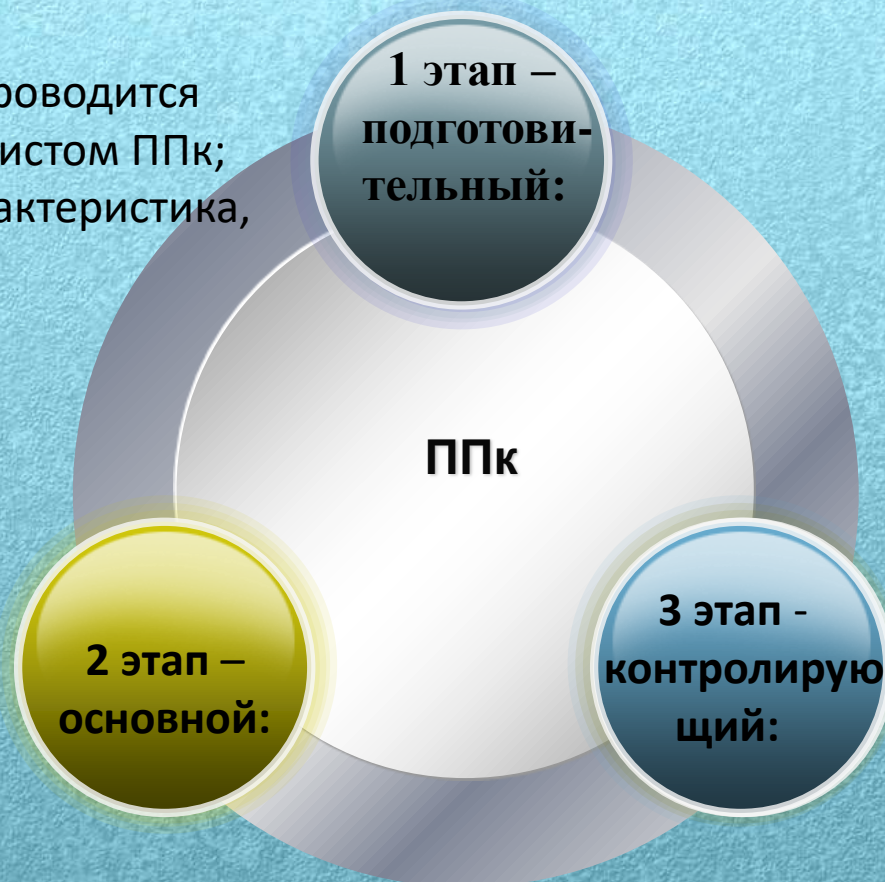 1 этап –
подготови-
тельный:
роводится
истом ППк;
актеристика,
ППк
2 этап –
основной:
3 этап -
контролирую
щий: